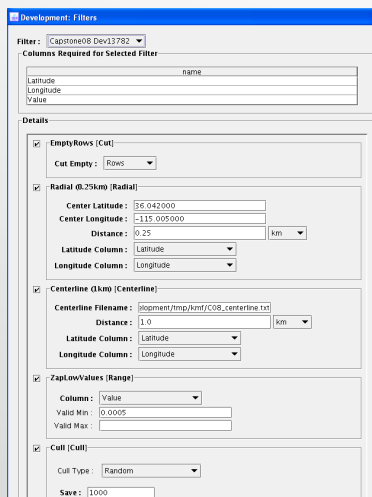 Development: Filters
Filter : Capstone08 Dev13782
Columns Required for Selected Filter
name
Latitude
Longitude
Value
Details
EmptyRows [Cut]
Cut Empty : Rows
Radial (0.25km) [Radial]
Center Latitude : 36.042000
Center Longitude : -115.005000
Distance : 0.25 km
Latitude Column : Latitude
Longitude Column : Longitude
Centerline (1km) [Centerline]
Centerline Filename : elopment/tmp/kmf/C08_centerline.txt
Distance : 1.0 km
Latitude Column : Latitude
Longitude Column : Longitude
ZapLowValues [Range]
Column : Value
Valid Min : 0.0005
Valid Max :
Cull [Cull]
Cull Type : Random
Save : 1000